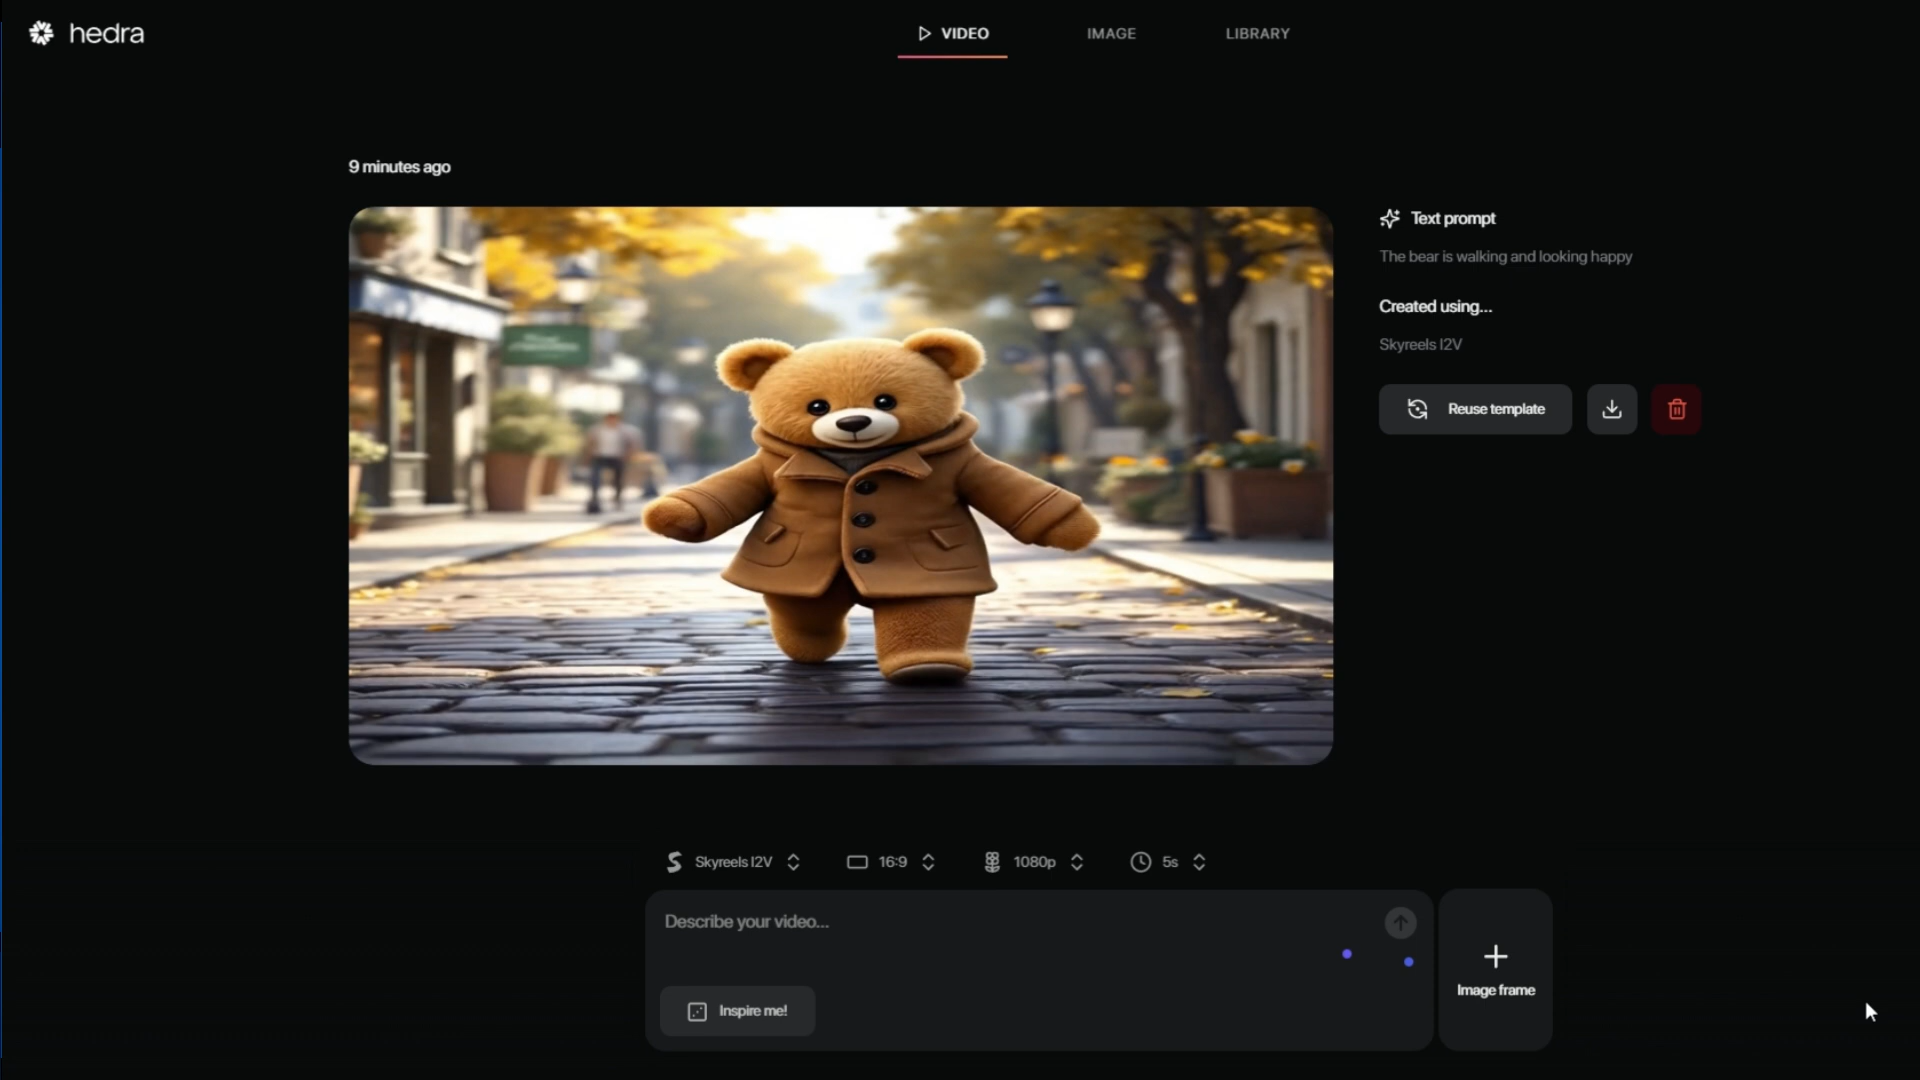 hedra
VIDEO
IMAGE
LIBRARY
9 minutes ago
Text prompt
The bear is walking and looking happy
Created using...
Skyreels I2V
Reuse template
Skyreels I2V
16:9
1080p
5s
Describe your video...
Inspire me!
Image frame